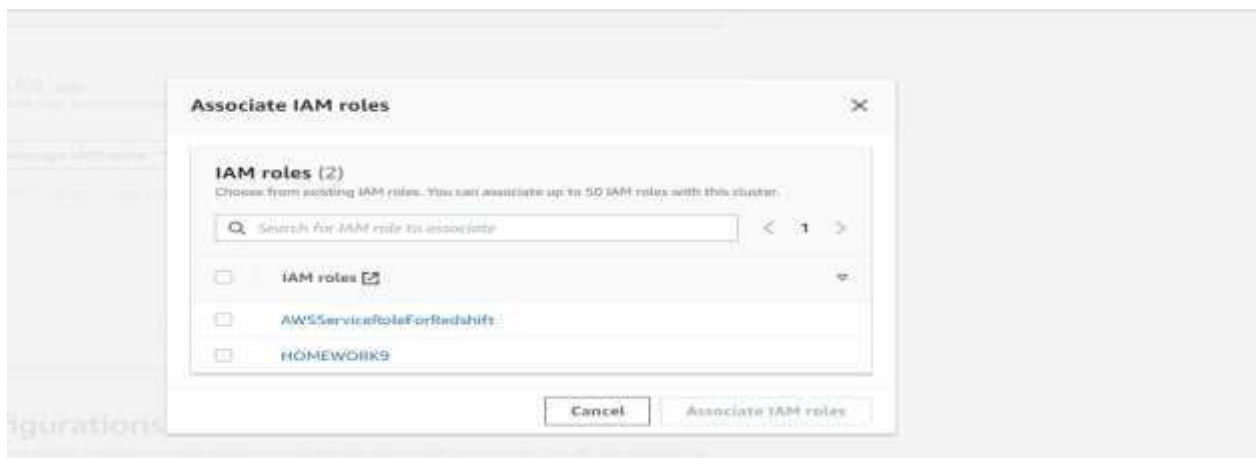 Associate IAM roles
IAM roles (2)
Choose from existing IAM roles. You can associate up to 50 IAM roles with this cluster.
Search for IAM role to associate
1
IAM roles
AWSServiceRoleForRedshift
HOMEWORK9
Cancel
Associate IAM roles
igurations